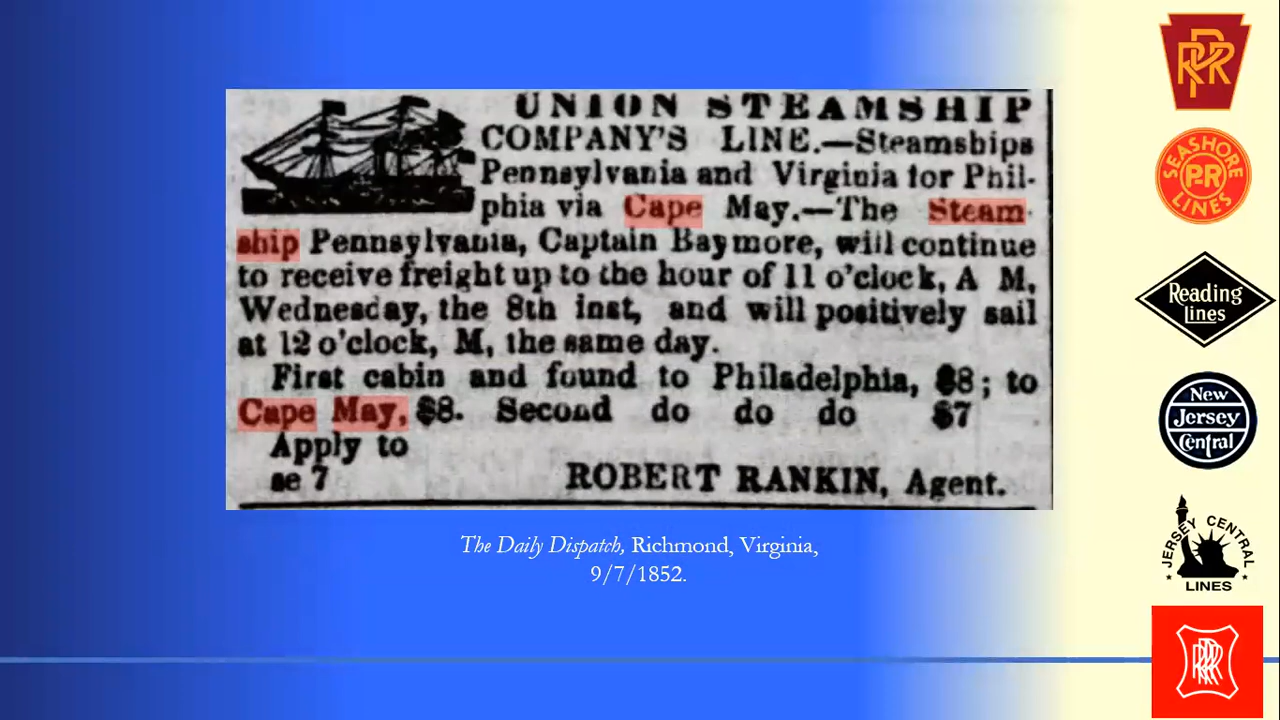 UNION STEAMSHIP
COMPANY'S LINE.—Steamships
Pennsylvania and Virginia for Phil-
phia via Cape May.—The Steam-
ship Pennsylvania, Captain Baymore, will continue
to receive freight up to the hour of 11 o'clock, A M,
Wednesday, the 8th inst, and will positively sail
at 12 o'clock, M, the same day.
First cabin and found to Philadelphia, $8; to
Cape May, $8. Second do do do $7
Apply to
se 7 ROBERT RANKIN, Agent.
The Daily Dispatch, Richmond, Virginia,
9/7/1852.
PRR
SEASHORE
P-R
LINES
Reading
Lines
New
Jersey
Central
JERSEY CENTRAL
LINES